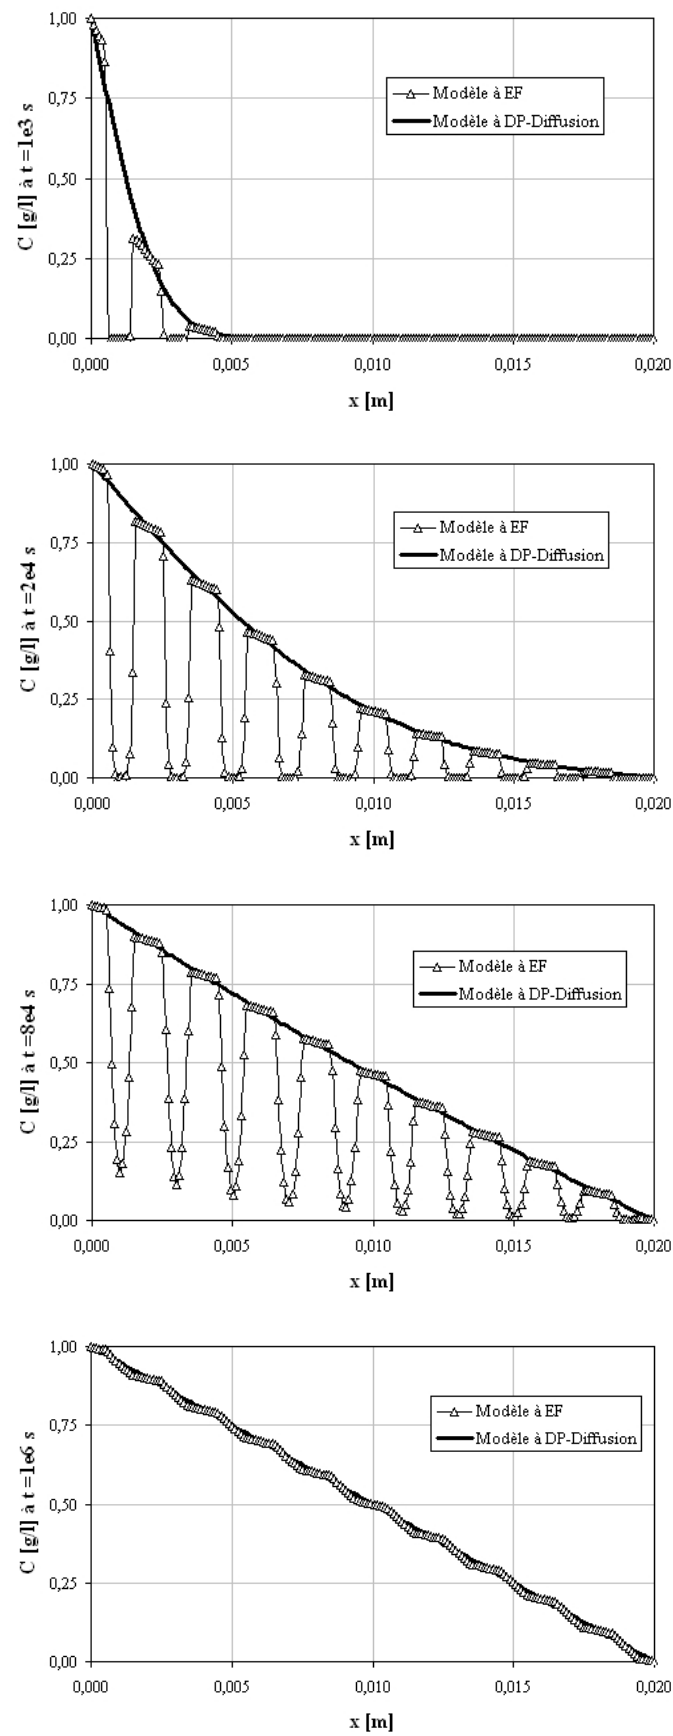 C [g/l] à t =1e3 s
1,00
0,75
0,50
0,25
0,00
Modèle à EF
Modèle à DP-Diffusion
0,000 0,005 0,010 0,015 0,020
x [m]
C [g/l] à t =2e4 s
1,00
0,75
0,50
0,25
0,00
Modèle à EF
Modèle à DP-Diffusion
0,000 0,005 0,010 0,015 0,020
x [m]
C [g/l] à t =8e4 s
1,00
0,75
0,50
0,25
0,00
Modèle à EF
Modèle à DP-Diffusion
0,000 0,005 0,010 0,015 0,020
x [m]
C [g/l] à t =1e6 s
1,00
0,75
0,50
0,25
0,00
Modèle à EF
Modèle à DP-Diffusion
0,000 0,005 0,010 0,015 0,020
x [m]